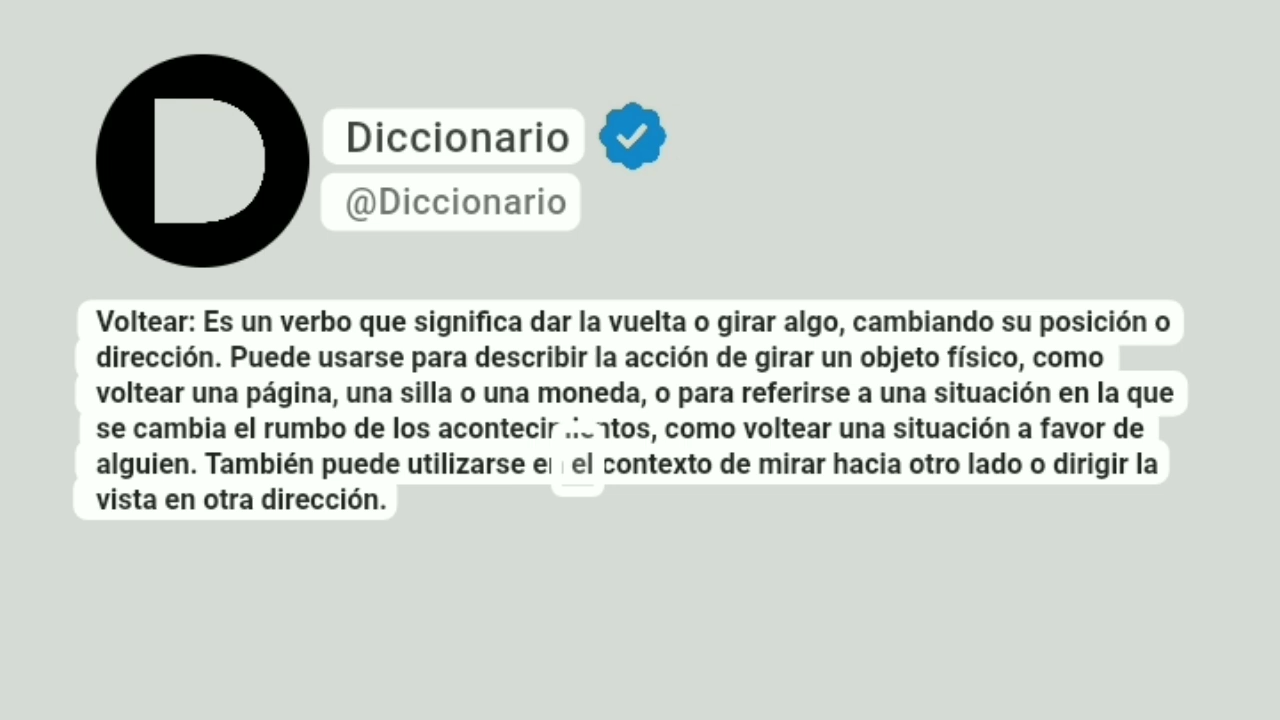 D
Diccionario
@Diccionario
Voltear: Es un verbo que significa dar la vuelta o girar algo, cambiando su posición o
dirección. Puede usarse para describir la acción de girar un objeto físico, como
voltear una página, una silla o una moneda, o para referirse a una situación en la que
se cambia el rumbo de los acontecimientos, como voltear una situación a favor de
alguien. También puede utilizarse en el contexto de mirar hacia otro lado o dirigir la
vista en otra dirección.